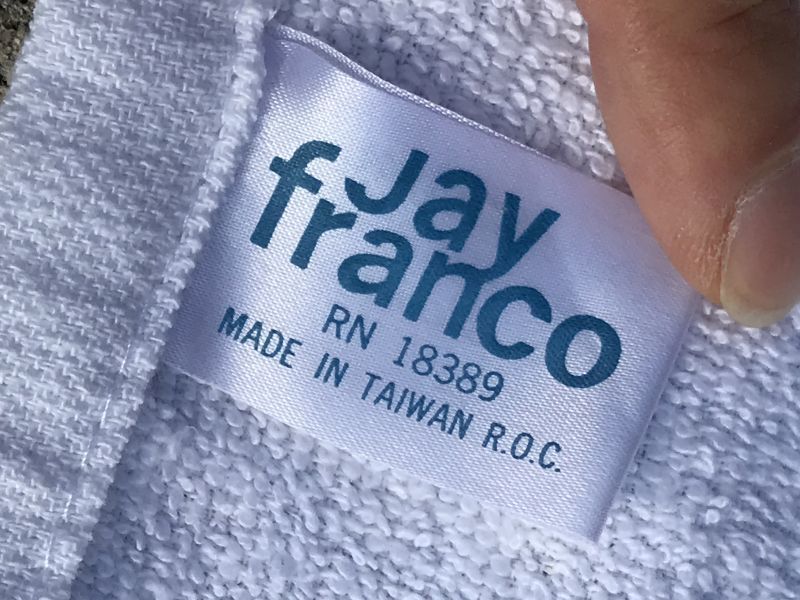 Jay
franco
RN 18389
MADE IN TAIWAN R.O.C.